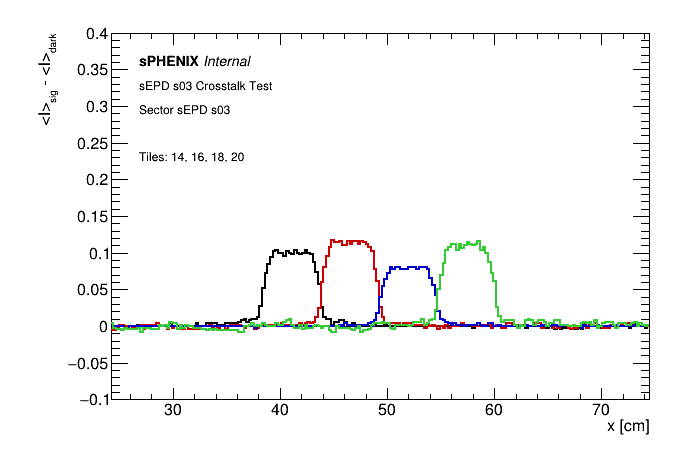 0.4
0.35
0.3
0.25
0.2
0.15
0.1
0.05
0
−0.05
−0.1
<I>sig - <I>dark
sPHENIX Internal
sEPD s03 Crosstalk Test
Sector sEPD s03
Tiles: 14, 16, 18, 20
30 40 50 60 70
x [cm]